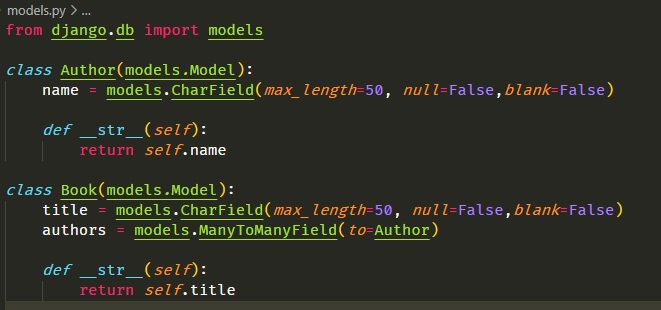 models.py > ...
from django.db import models
class Author(models.Model):
    name = models.CharField(max_length=50, null=False,blank=False)
    def __str__(self):
        return self.name
class Book(models.Model):
    title = models.CharField(max_length=50, null=False,blank=False)
    authors = models.ManyToManyField(to=Author)
    def __str__(self):
        return self.title